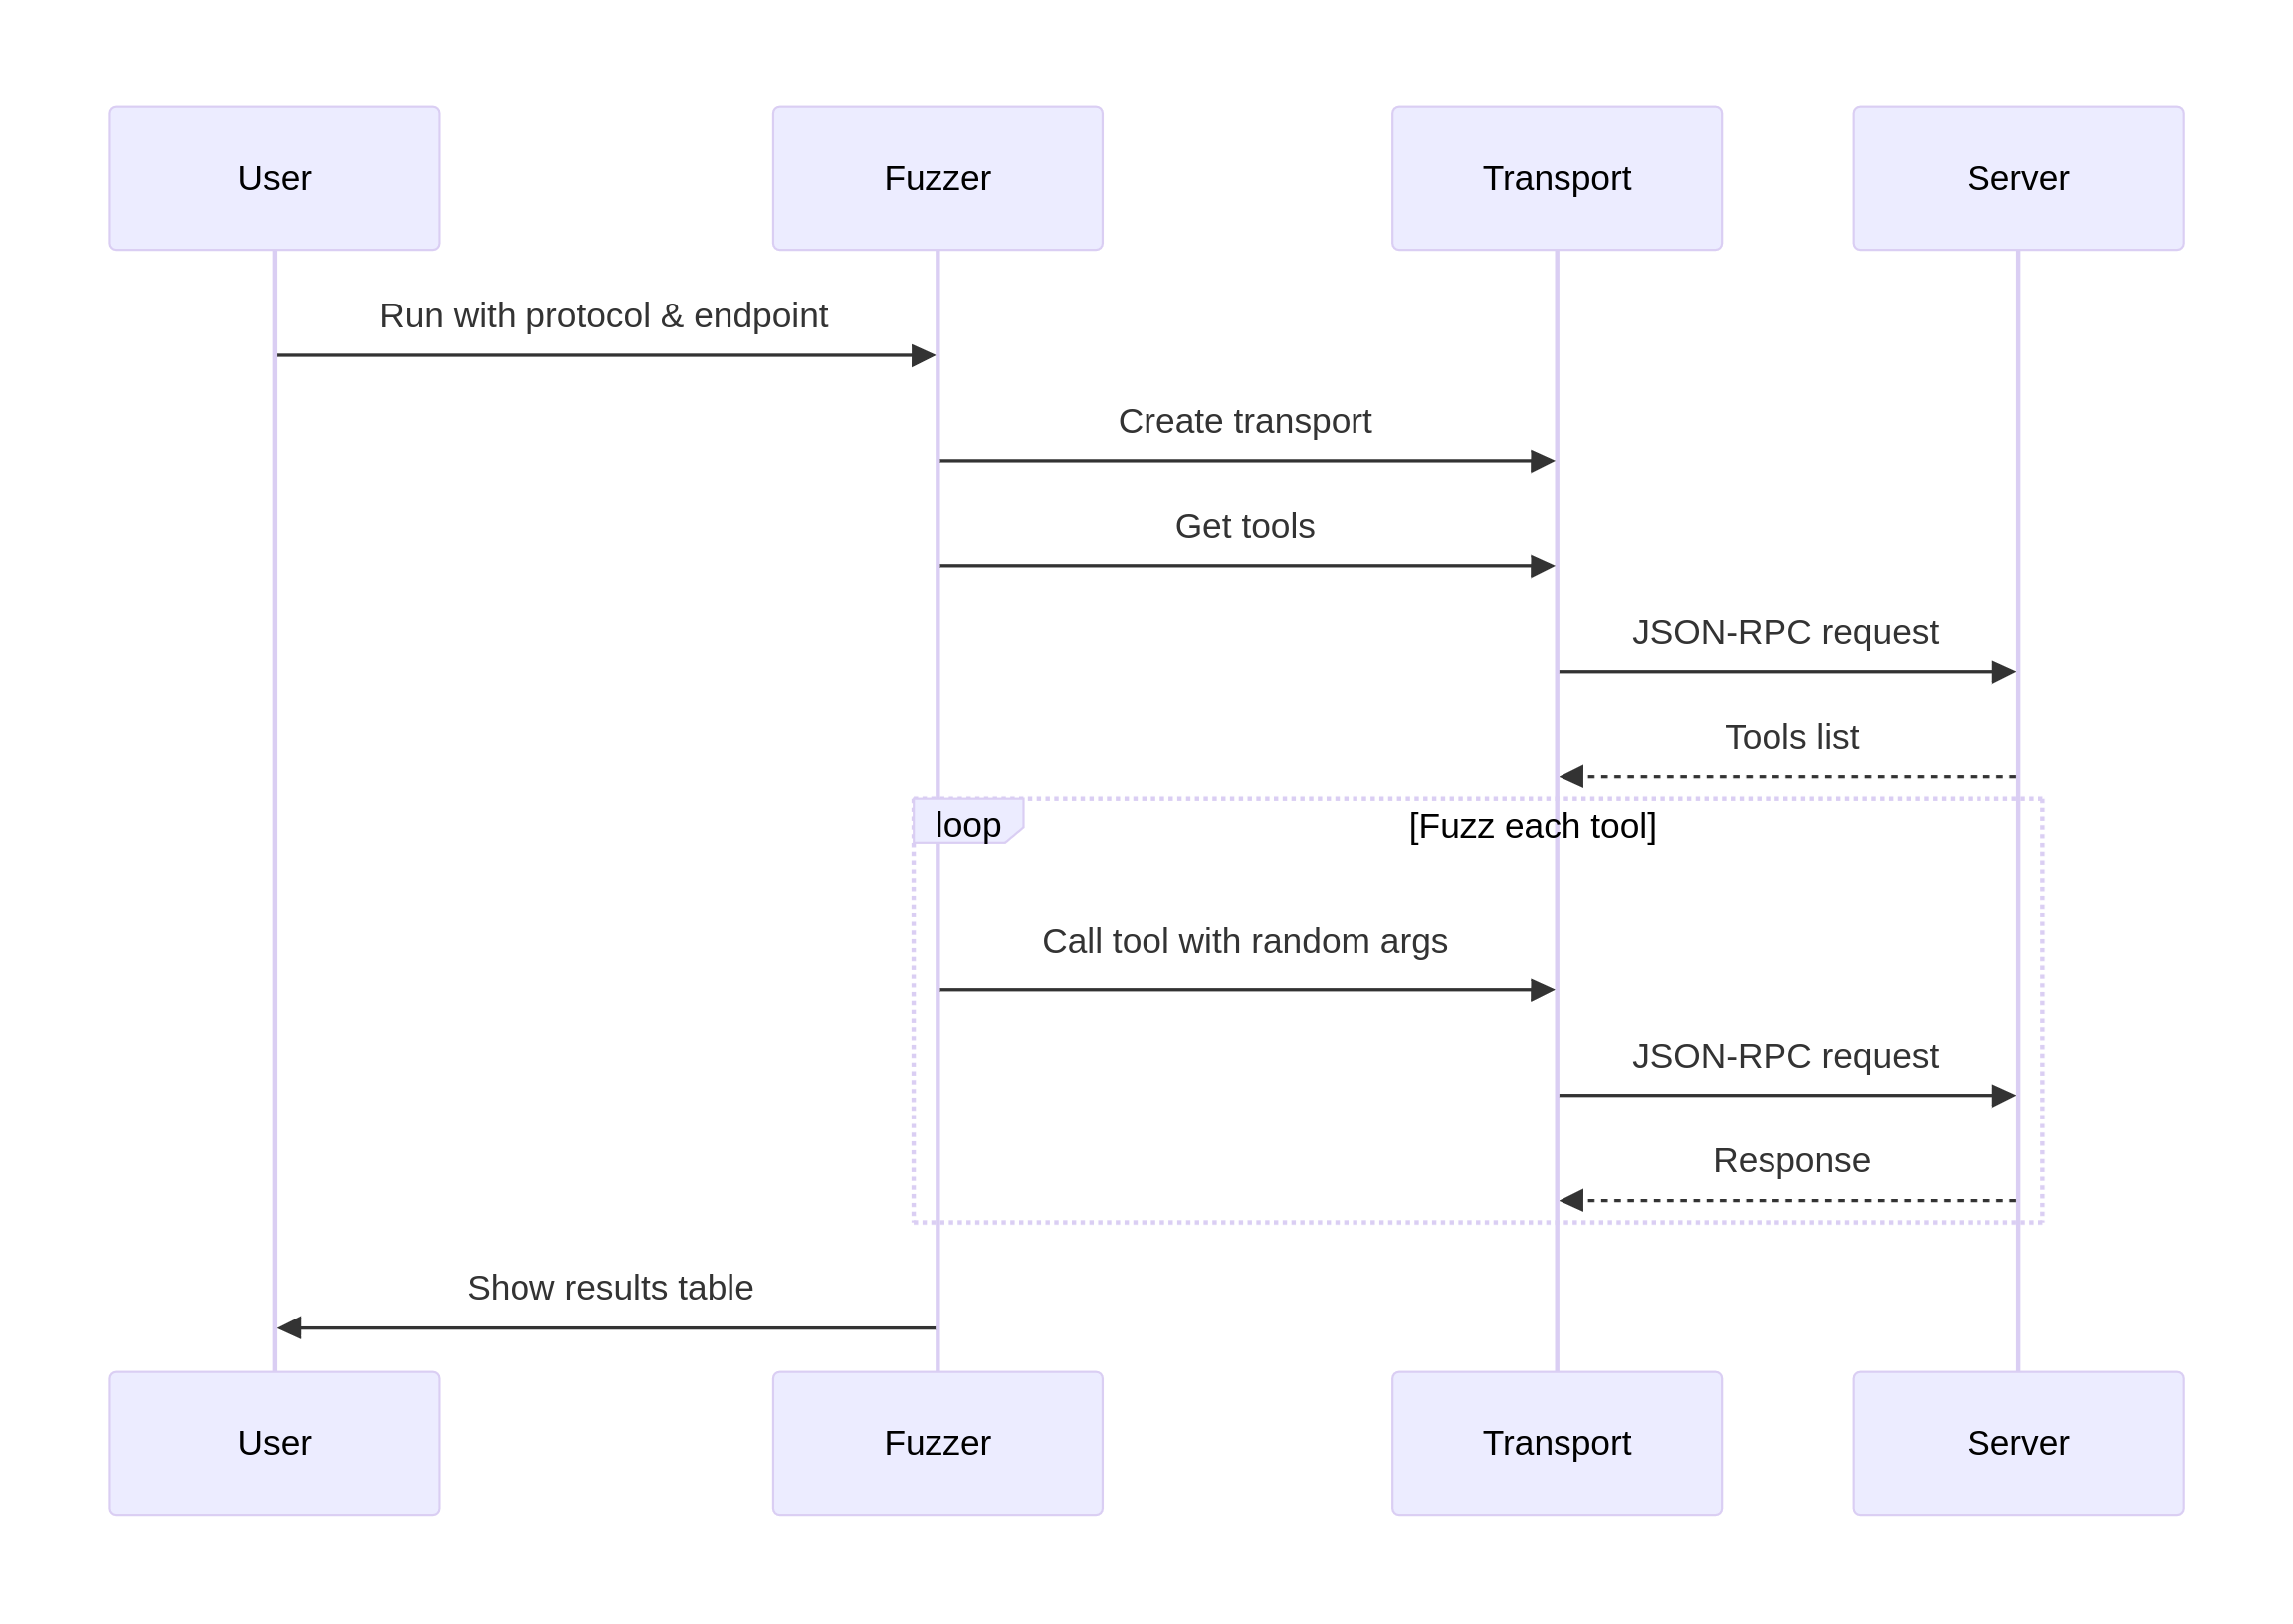 User
Fuzzer
Transport
Server
Run with protocol & endpoint
Create transport
Get tools
JSON-RPC request
Tools list
loop
[Fuzz each tool]
Call tool with random args
JSON-RPC request
Response
Show results table
User
Fuzzer
Transport
Server